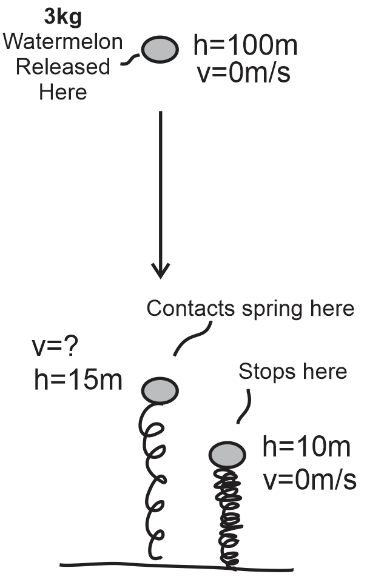 3kg
Watermelon
Released
Here
h=100m
v=0m/s
Contacts spring here
v=?
h=15m
Stops here
h=10m
v=0m/s